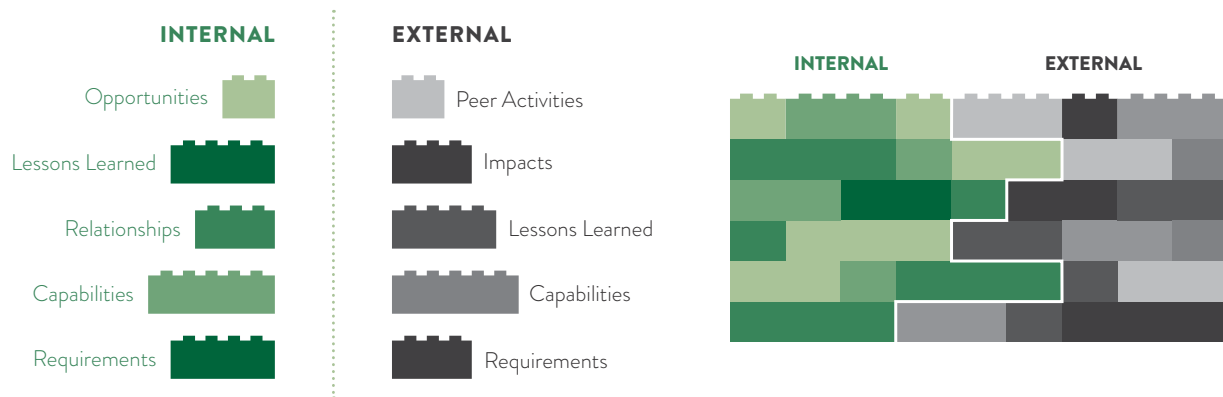 INTERNAL
Opportunities
Lessons Learned
Relationships
Capabilities
Requirements
EXTERNAL
Peer Activities
Impacts
Lessons Learned
Capabilities
Requirements
INTERNAL
EXTERNAL